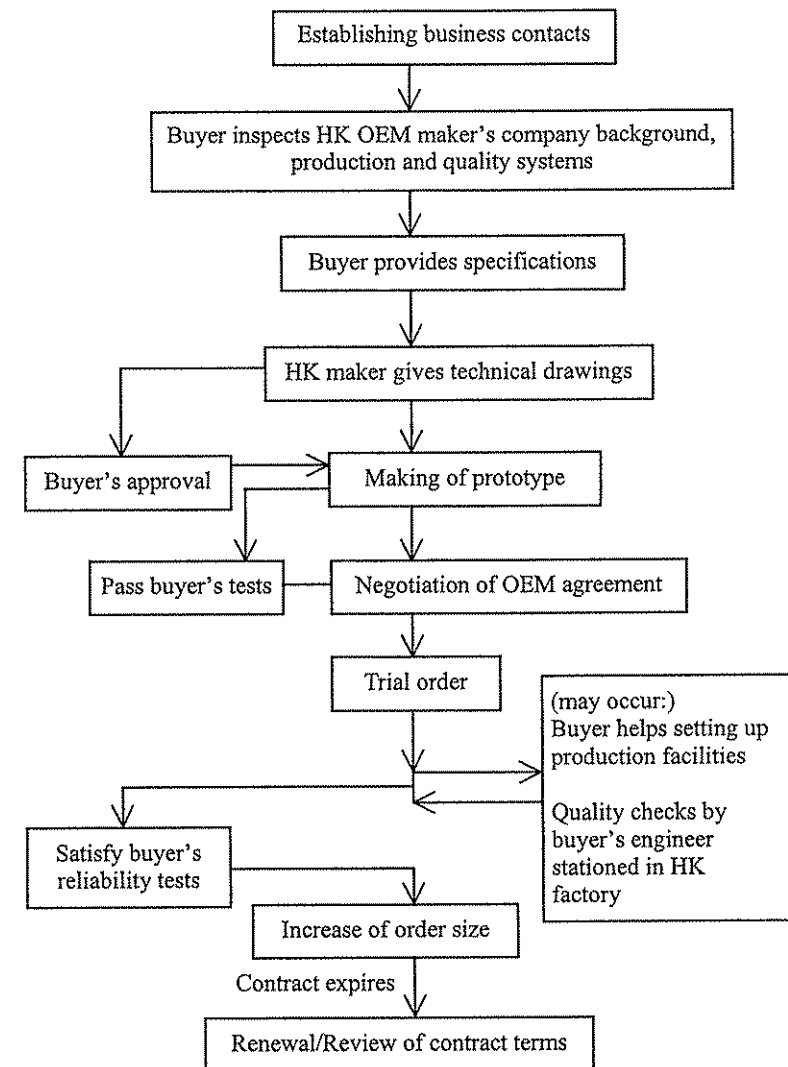 Establishing business contacts
Buyer inspects HK OEM maker's company background,
production and quality systems
Buyer provides specifications
HK maker gives technical drawings
Buyer's approval
Making of prototype
Pass buyer's tests
Negotiation of OEM agreement
Trial order
(may occur:)
Buyer helps setting up
production facilities
Quality checks by
buyer's engineer
stationed in HK
factory
Satisfy buyer's
reliability tests
Increase of order size
Contract expires
Renewal/Review of contract terms